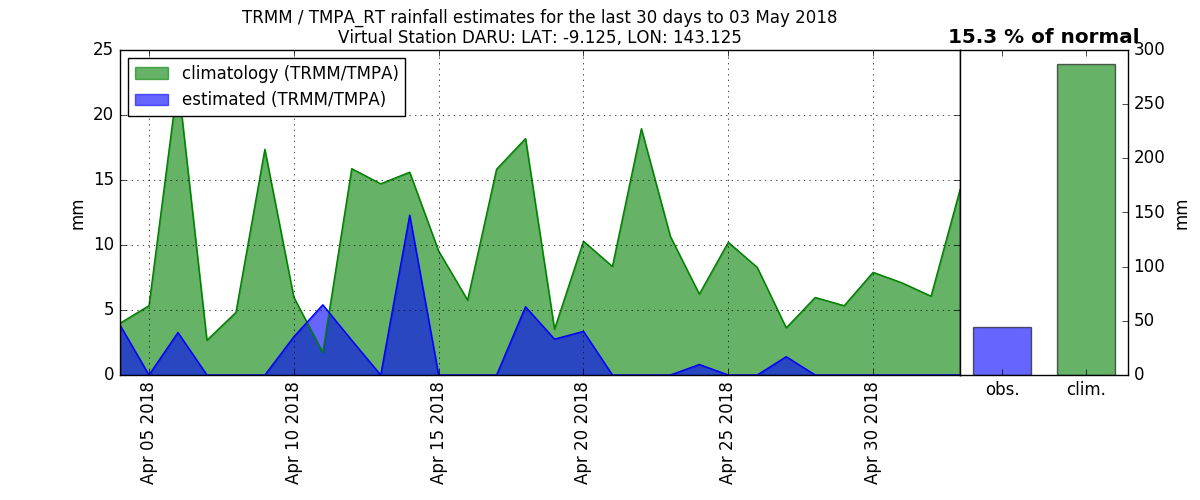 TRMM / TMPA_RT rainfall estimates for the last 30 days to 03 May 2018
Virtual Station DARU: LAT: -9.125, LON: 143.125
15.3 % of normal
climatology (TRMM/TMPA)
estimated (TRMM/TMPA)
25
20
15
10
5
0
mm
Apr 05 2018
Apr 10 2018
Apr 15 2018
Apr 20 2018
Apr 25 2018
Apr 30 2018
300
250
200
150
100
50
0
mm
obs.
clim.